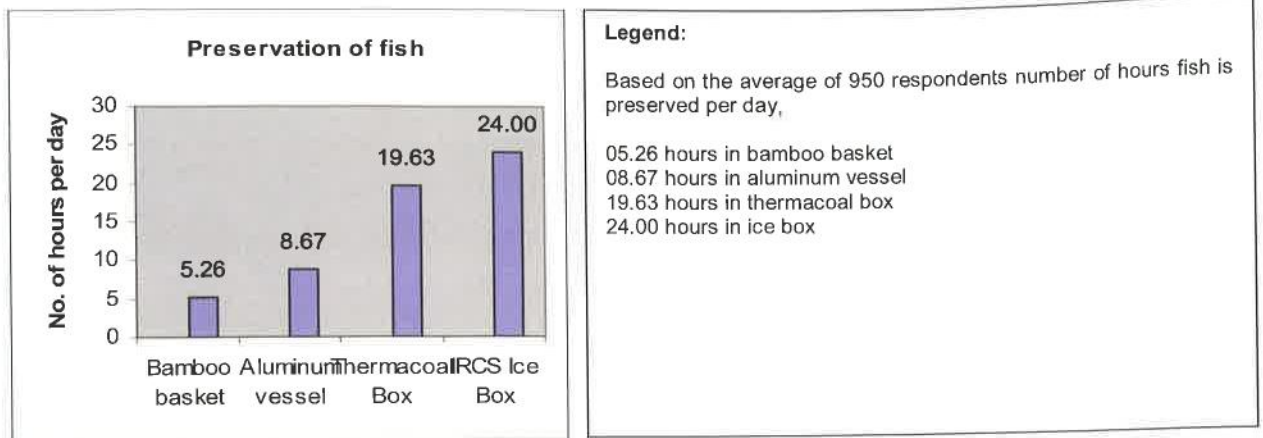 Preservation of fish
No. of hours per day
30
25
20
15
10
5
0
5.26
8.67
19.63
24.00
Bamboo basket
Aluminum vessel
Thermacoal Box
IRCS Ice Box
Legend:
Based on the average of 950 respondents number of hours fish is
preserved per day,
05.26 hours in bamboo basket
08.67 hours in aluminum vessel
19.63 hours in thermacoal box
24.00 hours in ice box